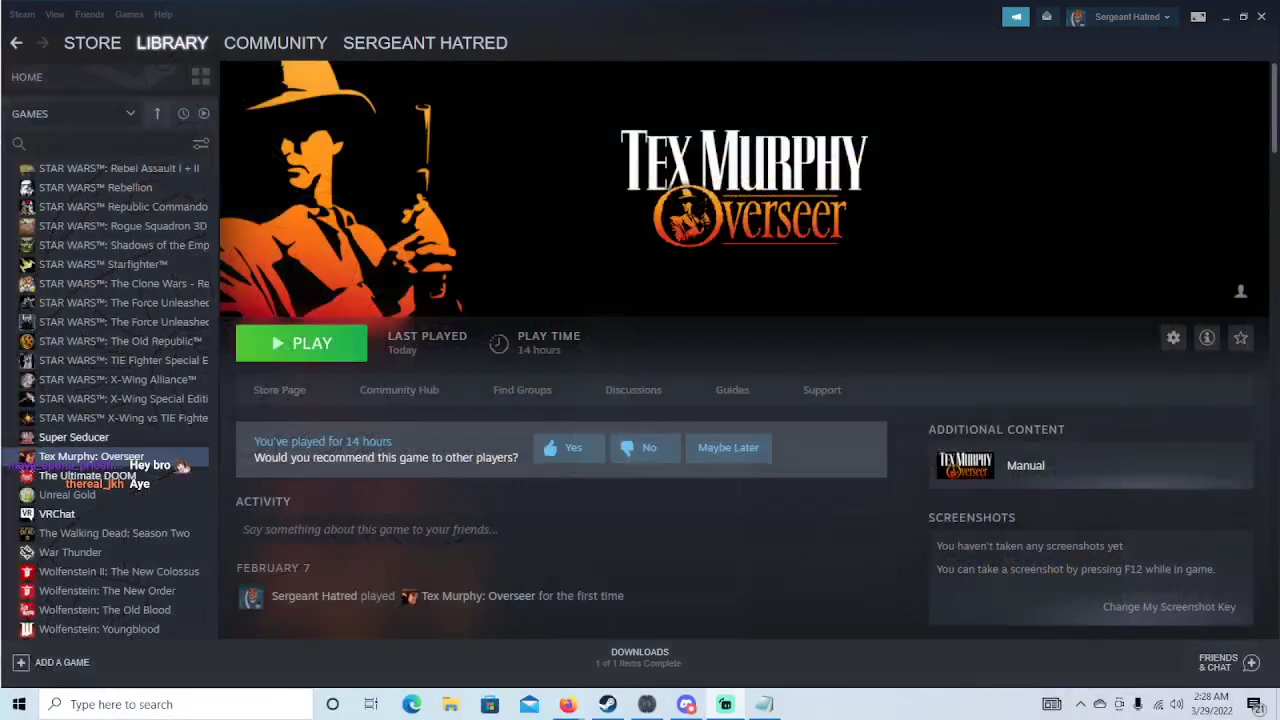 Steam View Friends Games Help
Sergeant Hatred
STORE LIBRARY COMMUNITY SERGEANT HATRED
HOME
GAMES
STAR WARS™: Rebel Assault I + II
STAR WARS™ Rebellion
STAR WARS™ Republic Commando
STAR WARS™: Rogue Squadron 3D
STAR WARS™: Shadows of the Emp
STAR WARS™ Starfighter™
STAR WARS™: The Clone Wars - Re
STAR WARS™: The Force Unleashed
STAR WARS™: The Force Unleashed
STAR WARS™: The Old Republic™
STAR WARS™: TIE Fighter Special E
STAR WARS™: X-Wing Alliance™
STAR WARS™: X-Wing Special Editi
STAR WARS™ X-Wing vs TIE Fighte
Super Seducer
Tex Murphy: Overseer
Hey bro
The Ultimate DOOM
thereal_jkh Aye
Unreal Gold
VRChat
The Walking Dead: Season Two
War Thunder
Wolfenstein II: The New Colossus
Wolfenstein: The New Order
Wolfenstein: The Old Blood
Wolfenstein: Youngblood
ADD A GAME
TEX MURPHY
Overseer
PLAY
LAST PLAYED
Today
PLAY TIME
14 hours
Store Page Community Hub Find Groups Discussions Guides Support
You've played for 14 hours
Would you recommend this game to other players?
Yes No Maybe Later
ACTIVITY
Say something about this game to your friends...
FEBRUARY 7
Sergeant Hatred played Tex Murphy: Overseer for the first time
ADDITIONAL CONTENT
TEX MURPHY
Overseer
Manual
SCREENSHOTS
You haven't taken any screenshots yet
You can take a screenshot by pressing F12 while in game.
Change My Screenshot Key
DOWNLOADS
1 of 1 Items Complete
FRIENDS
& CHAT
Type here to search
2:28 AM
3/29/2022
21